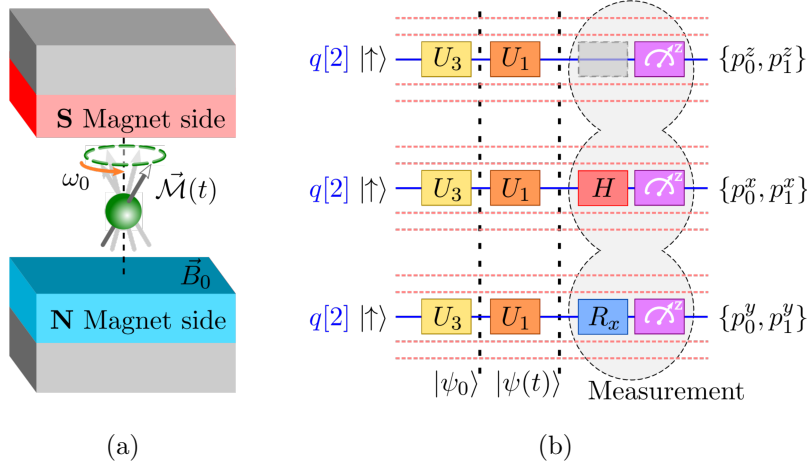 S Magnet side
ω₀
𝓜⃗(t)
B⃗₀
N Magnet side
(a)
q[2] |↑⟩ U₃ U₁ z {p₀ᶻ, p₁ᶻ}
q[2] |↑⟩ U₃ U₁ H z {p₀ˣ, p₁ˣ}
q[2] |↑⟩ U₃ U₁ Rₓ z {p₀ʸ, p₁ʸ}
|ψ₀⟩ |ψ(t)⟩ Measurement
(b)